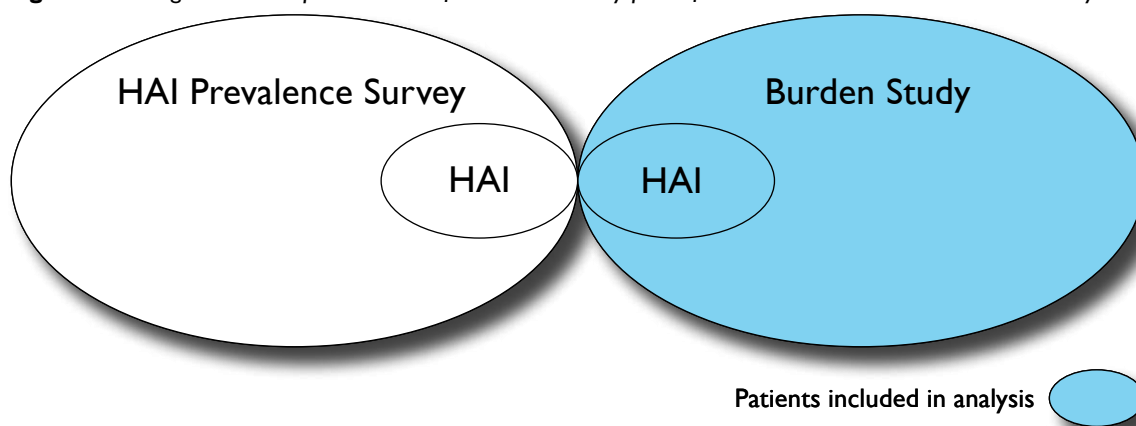 HAI Prevalence Survey
Burden Study
HAI
HAI
Patients included in analysis